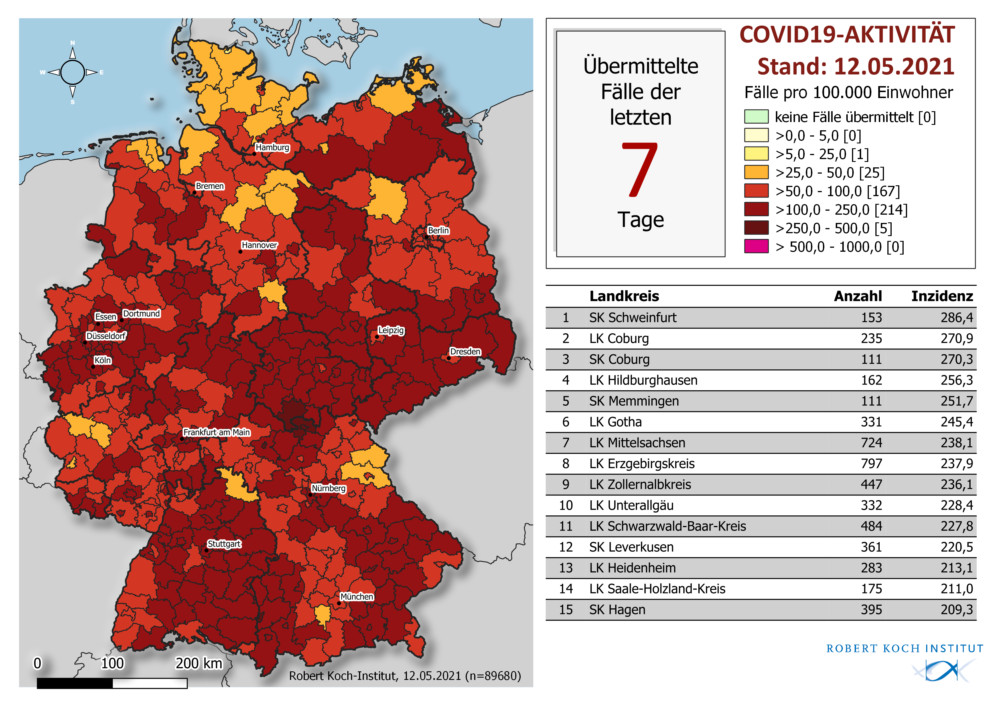 N
W
E
S
Hamburg
Bremen
Berlin
Hannover
Essen
Dortmund
Düsseldorf
Leipzig
Dresden
Köln
Frankfurt am Main
Nürnberg
Stuttgart
München
0 100 200 km
Robert Koch-Institut, 12.05.2021 (n=89680)
Übermittelte
Fälle der
letzten
7
Tage
COVID19-AKTIVITÄT
Stand: 12.05.2021
Fälle pro 100.000 Einwohner
keine Fälle übermittelt [0]
>0,0 - 5,0 [0]
>5,0 - 25,0 [1]
>25,0 - 50,0 [25]
>50,0 - 100,0 [167]
>100,0 - 250,0 [214]
>250,0 - 500,0 [5]
> 500,0 - 1000,0 [0]
Landkreis Anzahl Inzidenz
1 SK Schweinfurt 153 286,4
2 LK Coburg 235 270,9
3 SK Coburg 111 270,3
4 LK Hildburghausen 162 256,3
5 SK Memmingen 111 251,7
6 LK Gotha 331 245,4
7 LK Mittelsachsen 724 238,1
8 LK Erzgebirgskreis 797 237,9
9 LK Zollernalbkreis 447 236,1
10 LK Unterallgäu 332 228,4
11 LK Schwarzwald-Baar-Kreis 484 227,8
12 SK Leverkusen 361 220,5
13 LK Heidenheim 283 213,1
14 LK Saale-Holzland-Kreis 175 211,0
15 SK Hagen 395 209,3
ROBERT KOCH INSTITUT